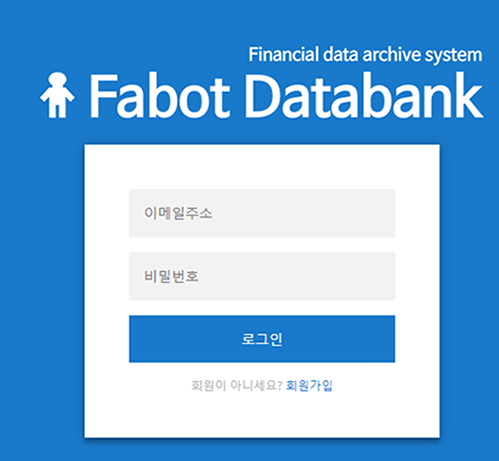 Financial data archive system
Fabot Databank
이메일주소
비밀번호
로그인
회원이 아니세요? 회원가입